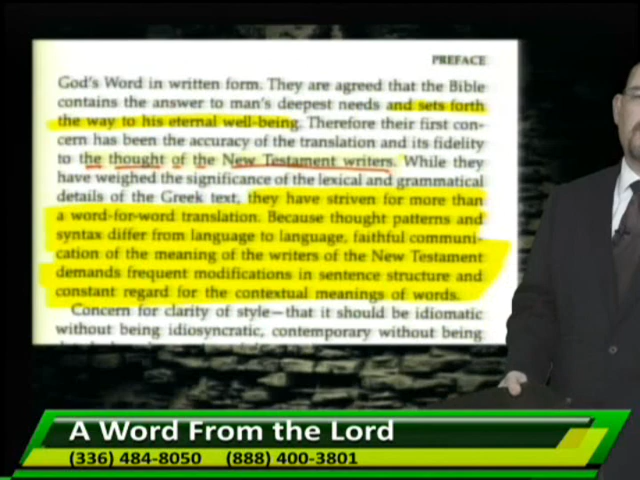 PREFACE
God's Word in written form. They are agreed that the Bible
contains the answer to man's deepest needs and sets forth
the way to his eternal well-being. Therefore their first con-
cern has been the accuracy of the translation and its fidelity
to the thought of the New Testament writers. While they
have weighed the significance of the lexical and grammatical
details of the Greek text, they have striven for more than
a word-for-word translation. Because thought patterns and
syntax differ from language to language, faithful communi-
cation of the meaning of the writers of the New Testament
demands frequent modifications in sentence structure and
constant regard for the contextual meanings of words.
Concern for clarity of style—that it should be idiomatic
without being idiosyncratic, contemporary without being
A Word From the Lord
(336) 484-8050 (888) 400-3801